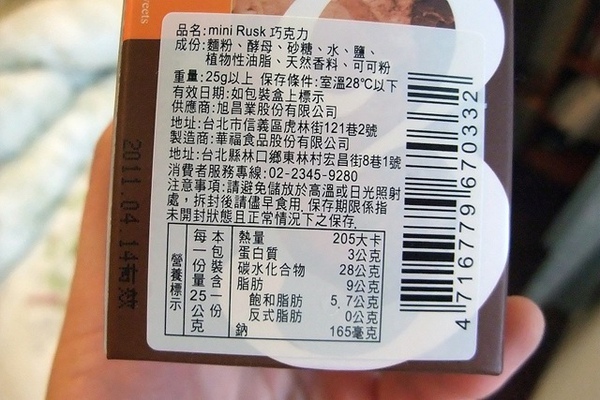 eets
品名:mini Rusk 巧克力
成份:麵粉、酵母、砂糖、水、鹽、
植物性油脂、天然香料、可可粉
重量:25g以上 保存條件:室溫28℃以下
有效日期:如包裝盒上標示
供應商:旭昌業股份有限公司
地址:台北市信義區虎林街121巷2號
製造商:華福食品股份有限公司
地址:台北縣林口鄉東林村宏昌街8巷1號
消費者服務專線:02-2345-9280
注意事項:請避免儲放於高溫或日光照射
處,拆封後請儘早食用.保存期限係指
未開封狀態且正常情況下之保存.
營養標示
每一份量25公克
本包裝含一份
熱量 205大卡
蛋白質 3公克
碳水化合物 28公克
脂肪 9公克
飽和脂肪 5.7公克
反式脂肪 0公克
鈉 165毫克
4 716779 670332
2011.04.14有效